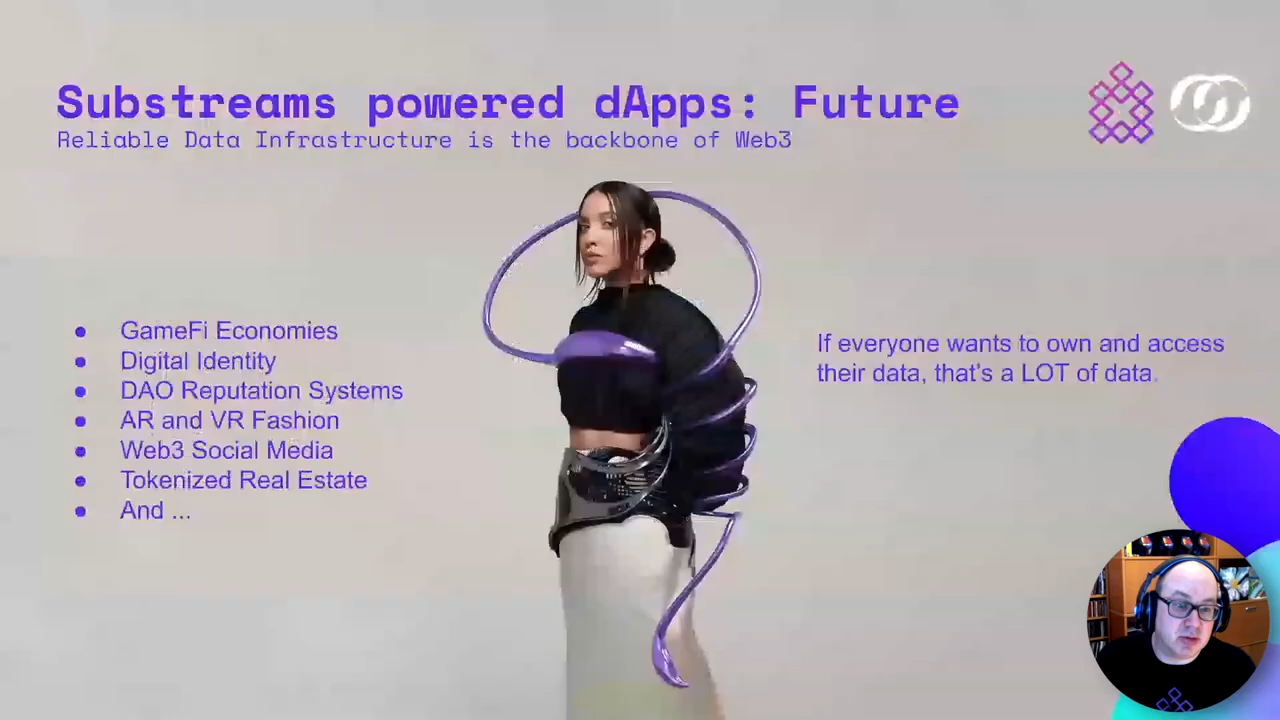 Substreams powered dApps: Future
Reliable Data Infrastructure is the backbone of Web3
● GameFi Economies
● Digital Identity
● DAO Reputation Systems
● AR and VR Fashion
● Web3 Social Media
● Tokenized Real Estate
● And ...
If everyone wants to own and access
their data, that's a LOT of data.